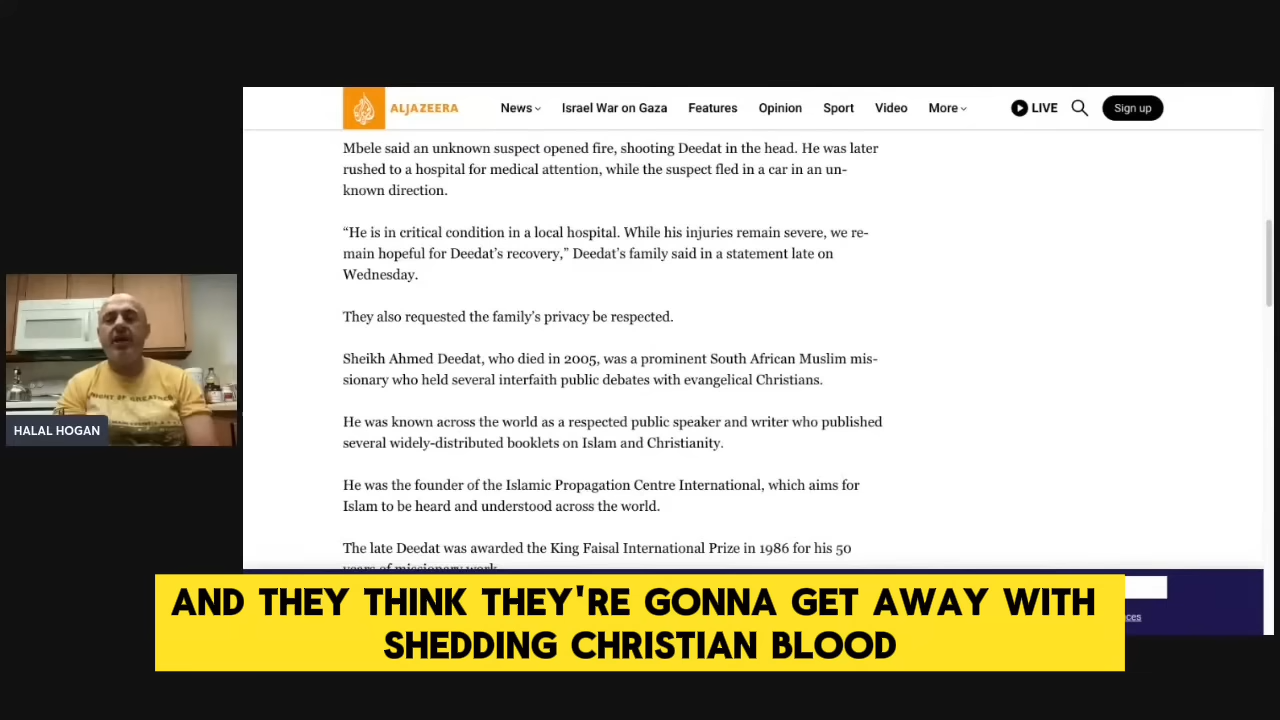 ALJAZEERA
News
Israel War on Gaza
Features
Opinion
Sport
Video
More
LIVE
Sign up
Mbele said an unknown suspect opened fire, shooting Deedat in the head. He was later
rushed to a hospital for medical attention, while the suspect fled in a car in an un-
known direction.
“He is in critical condition in a local hospital. While his injuries remain severe, we re-
main hopeful for Deedat’s recovery,” Deedat’s family said in a statement late on
Wednesday.
They also requested the family’s privacy be respected.
Sheikh Ahmed Deedat, who died in 2005, was a prominent South African Muslim mis-
sionary who held several interfaith public debates with evangelical Christians.
He was known across the world as a respected public speaker and writer who published
several widely-distributed booklets on Islam and Christianity.
He was the founder of the Islamic Propagation Centre International, which aims for
Islam to be heard and understood across the world.
The late Deedat was awarded the King Faisal International Prize in 1986 for his 50
years of missionary work
HALAL HOGAN
AND THEY THINK THEY'RE GONNA GET AWAY WITH
SHEDDING CHRISTIAN BLOOD